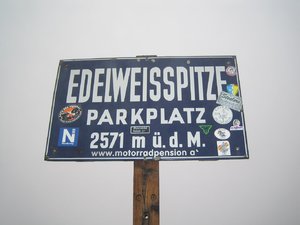 EDELWEISSPITZE
PARKPLATZ
2571 m ü.d.M.
www.motorradpension a
N